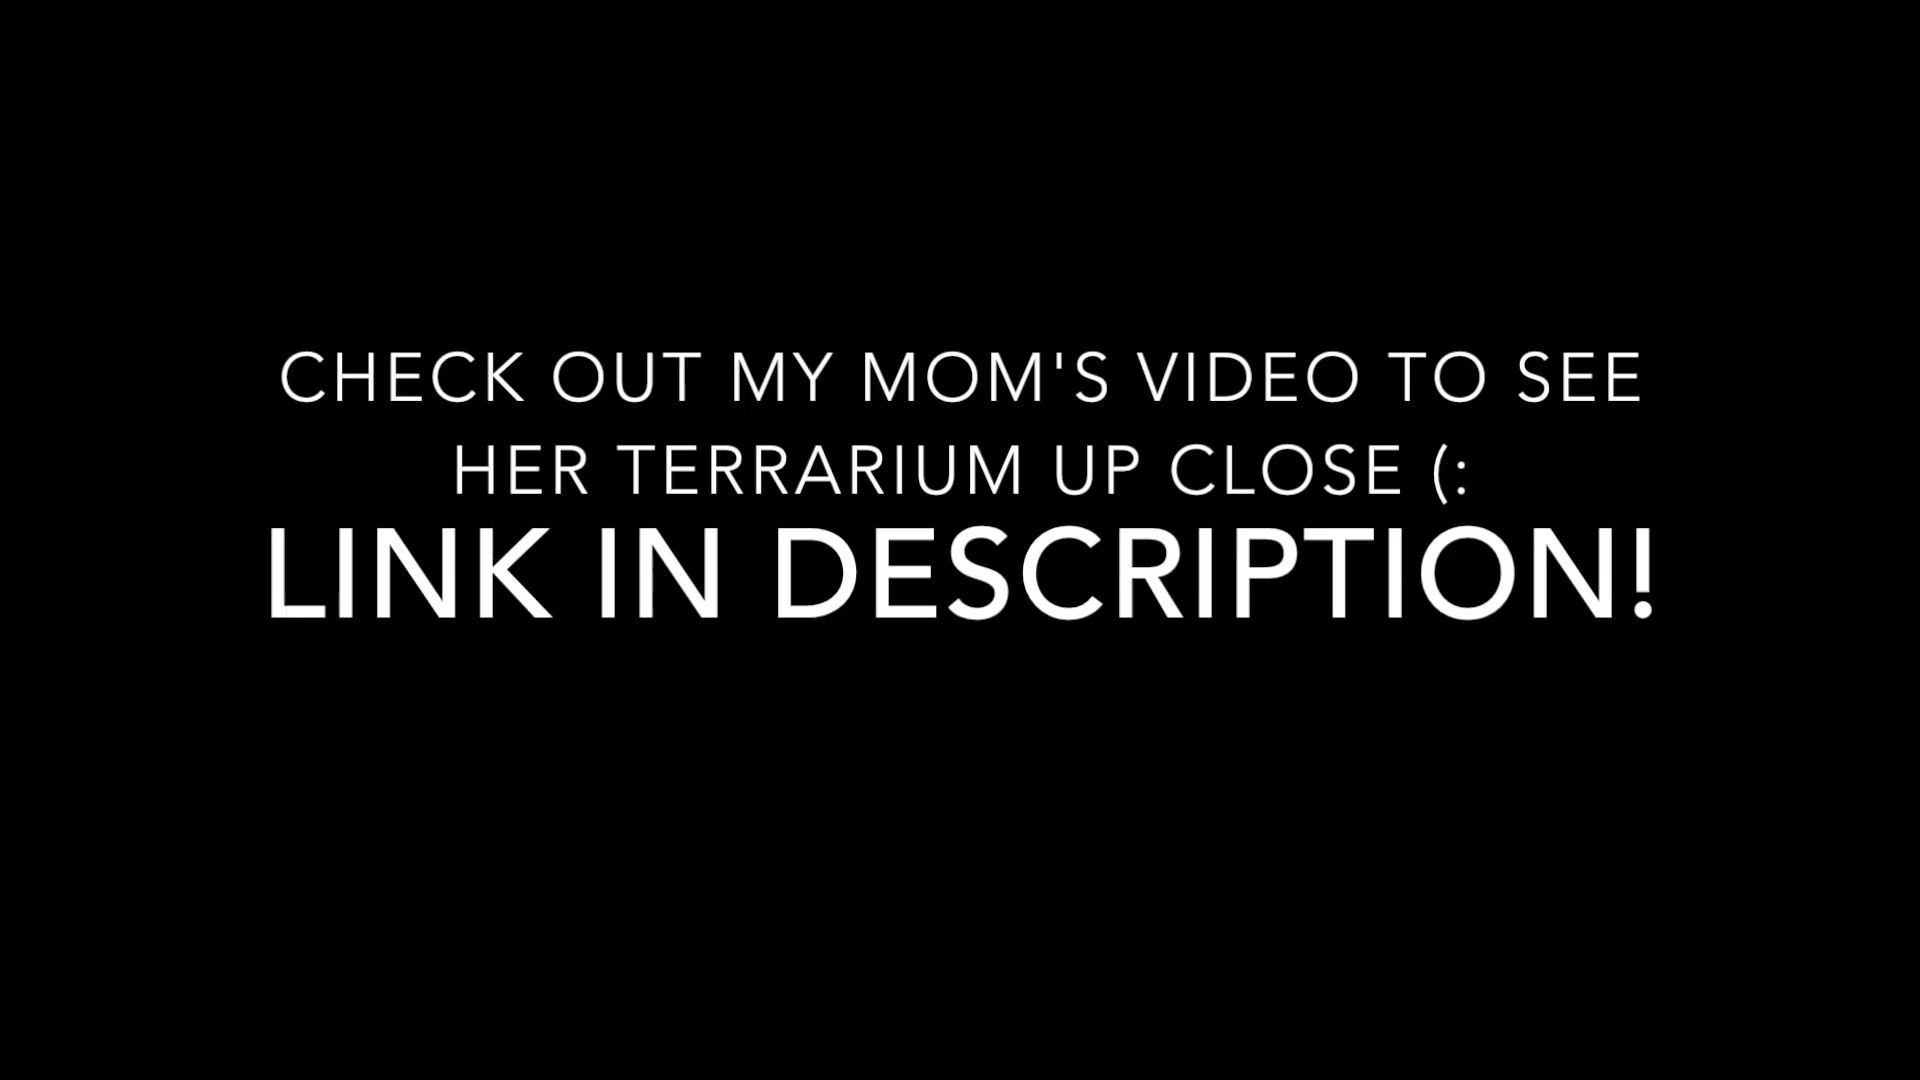 CHECK OUT MY MOM'S VIDEO TO SEE
HER TERRARIUM UP CLOSE (:
LINK IN DESCRIPTION!